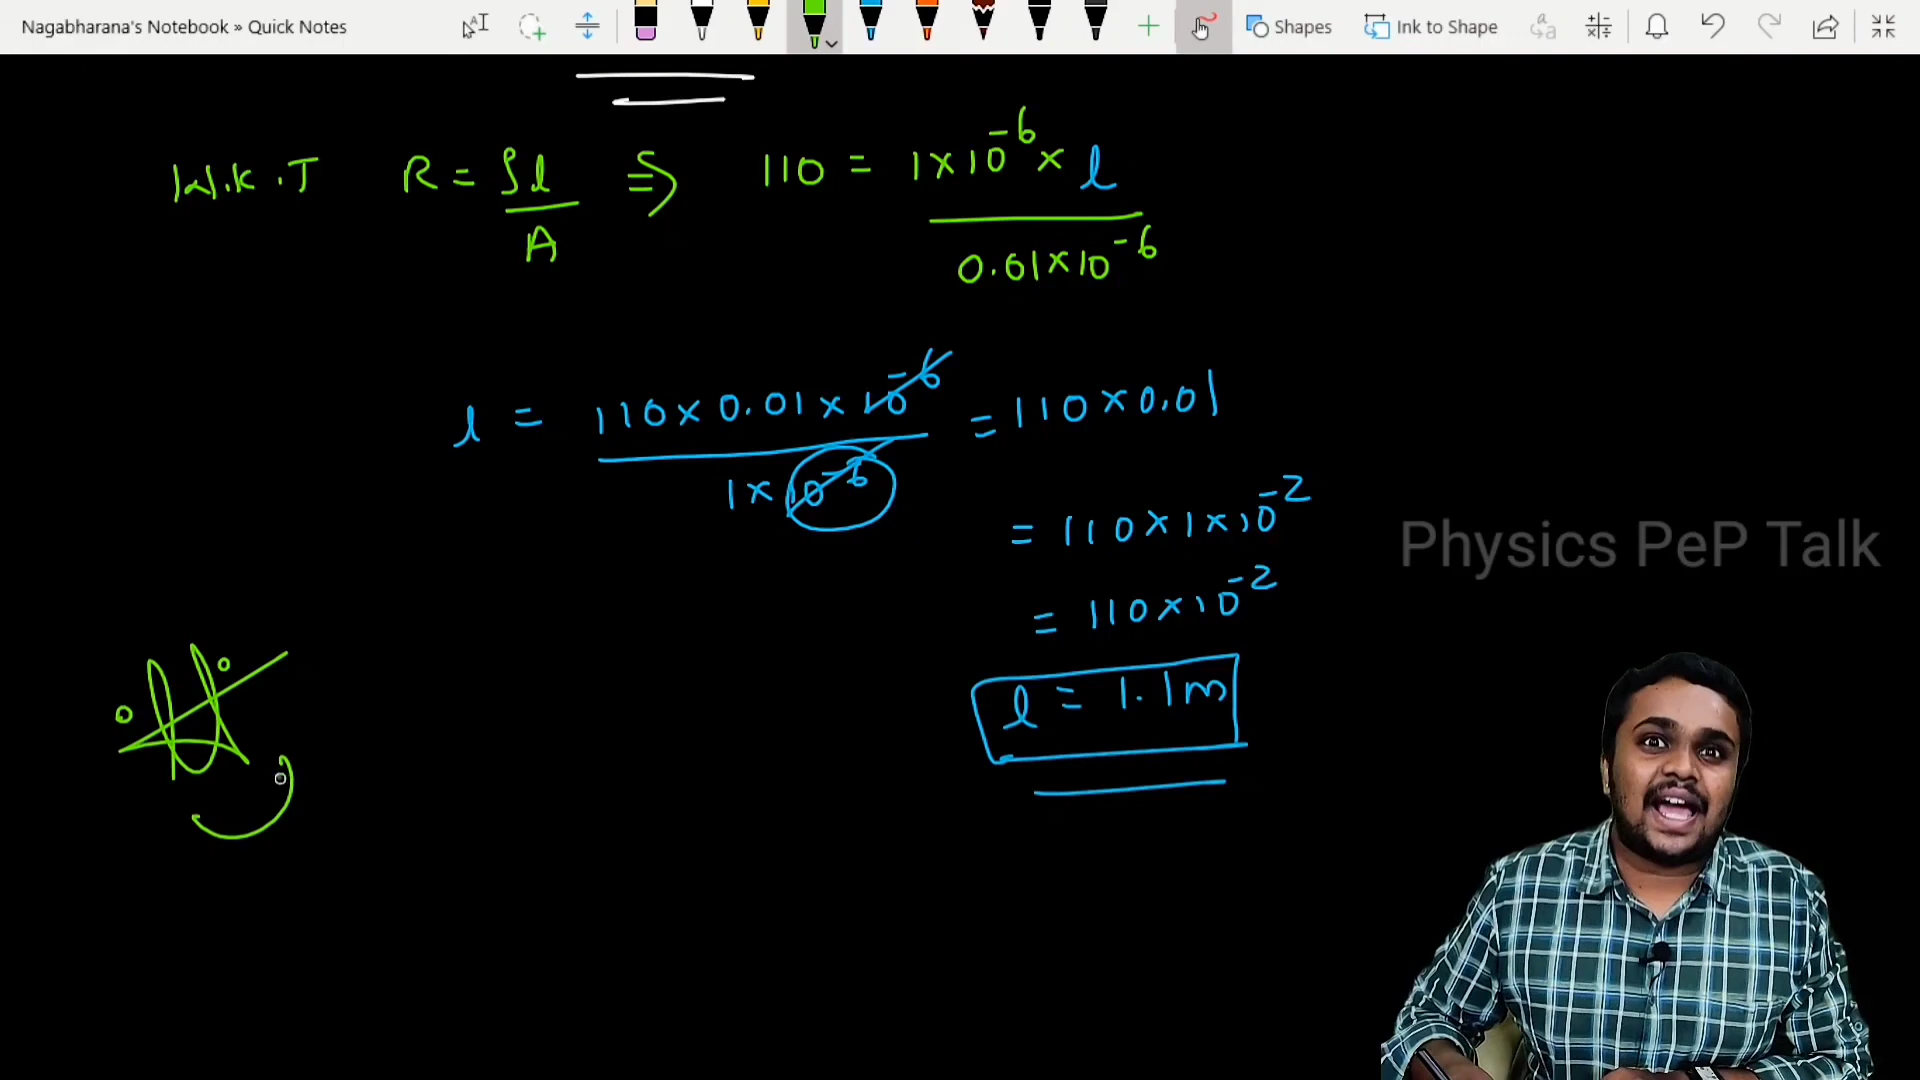 Nagabharana's Notebook » Quick Notes
Shapes
Ink to Shape
W.K.T R = ρl/A ⇒ 110 = 1×10⁻⁶×l / 0.01×10⁻⁶
l = 110×0.01×10⁻⁶ / 1×10⁻⁶ = 110×0.01
= 110×1×10⁻²
= 110×10⁻²
l = 1.1m
Physics PeP Talk